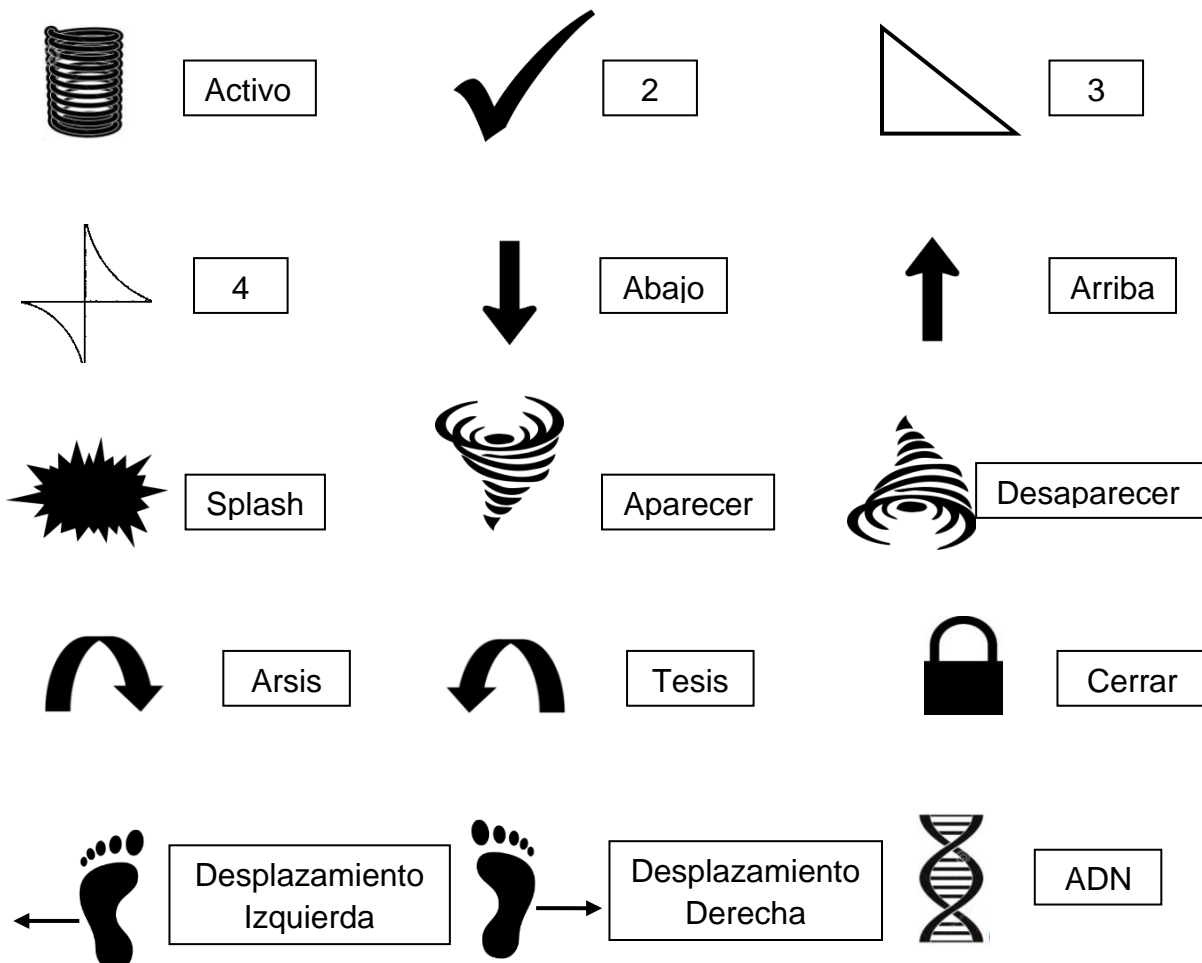 Activo
2
3
4
Abajo
Arriba
Splash
Aparecer
Desaparecer
Arsis
Tesis
Cerrar
Desplazamiento
Izquierda
Desplazamiento
Derecha
ADN